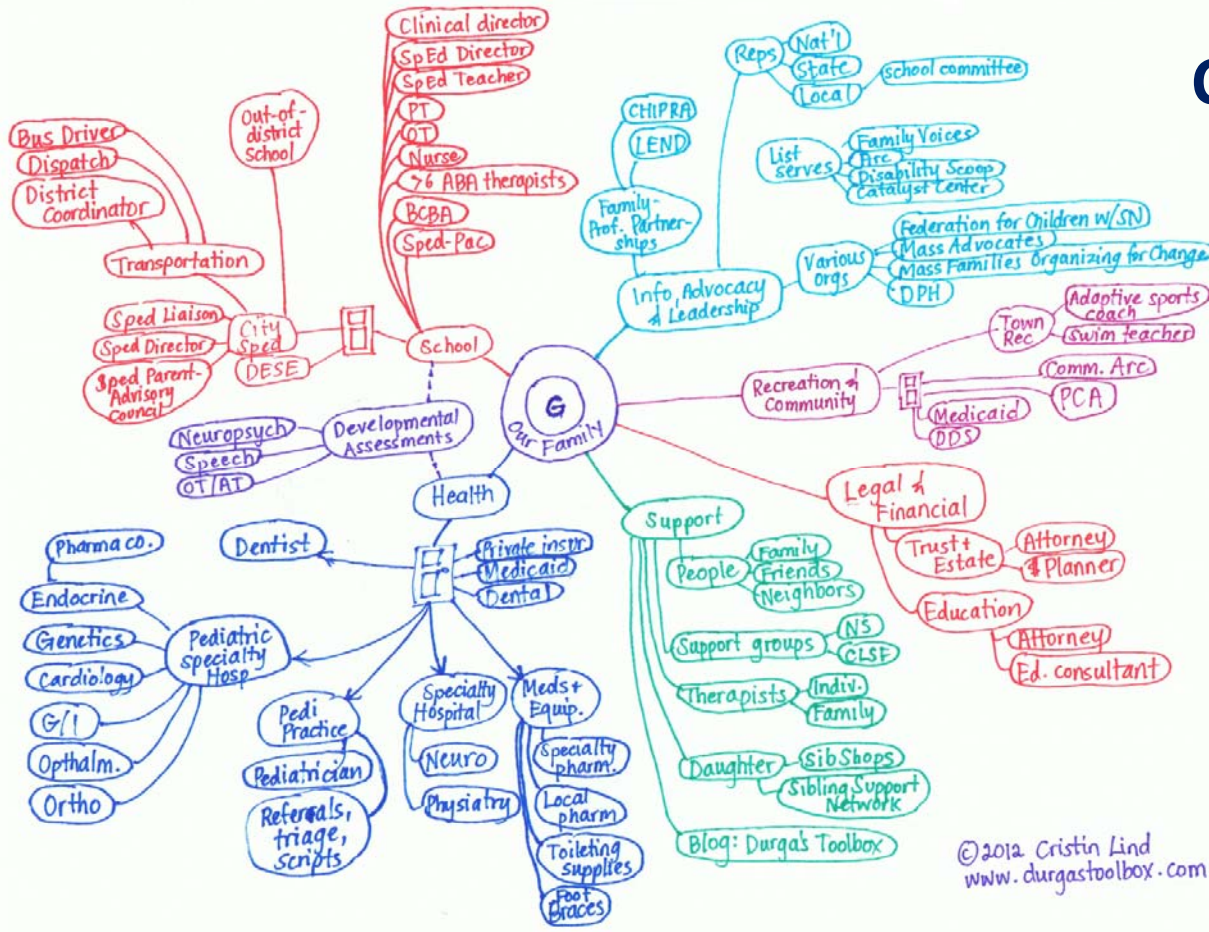 Clinical director
SpEd Director
SpEd Teacher
PT
OT
Nurse
>6 ABA therapists
BCBA
Sped-Pac
School
Out-of-
district
School
Bus Driver
Dispatch
District
Coordinator
Transportation
Sped Liaison
Sped Director
Sped Parent-
Advisory
Council
City
Sped
DESE
Reps
Nat'l
State
Local
school committee
CHIPRA
LEND
Family-
Prof. Partner-
ships
List
serves
Family Voices
Arc
Disability Scoop
Catalyst Center
Info, Advocacy
& Leadership
Various
orgs
Federation for Children w/SN
Mass Advocates
Mass Families Organizing for Change
DPH
G
Our Family
Recreation &
Community
Town
Rec
Adaptive sports
coach
swim teacher
Comm. Arc
PCA
Medicaid
DDS
Developmental
Assessments
Neuropsych
Speech
OT/AT
Health
Dentist
Private insur.
Medicaid
Dental
Pharma co.
Endocrine
Genetics
Cardiology
G/I
Opthalm.
Ortho
Pediatric
specialty
Hosp
Pedi
Practice
Pediatrician
Referrals,
triage,
scripts
Specialty
Hospital
Neuro
Physiatry
Meds +
Equip.
Specialty
pharm.
Local
pharm
Toileting
supplies
Foot
Braces
Support
People
Family
Friends
Neighbors
Support groups
NS
CLSF
Therapists
Indiv.
Family
Daughter
SibShops
Sibling Support
Network
Blog: Durga's Toolbox
Legal &
Financial
Trust +
Estate
Attorney
$ Planner
Education
Attorney
Ed. consultant
©2012 Cristin Lind
www.durgastoolbox.com